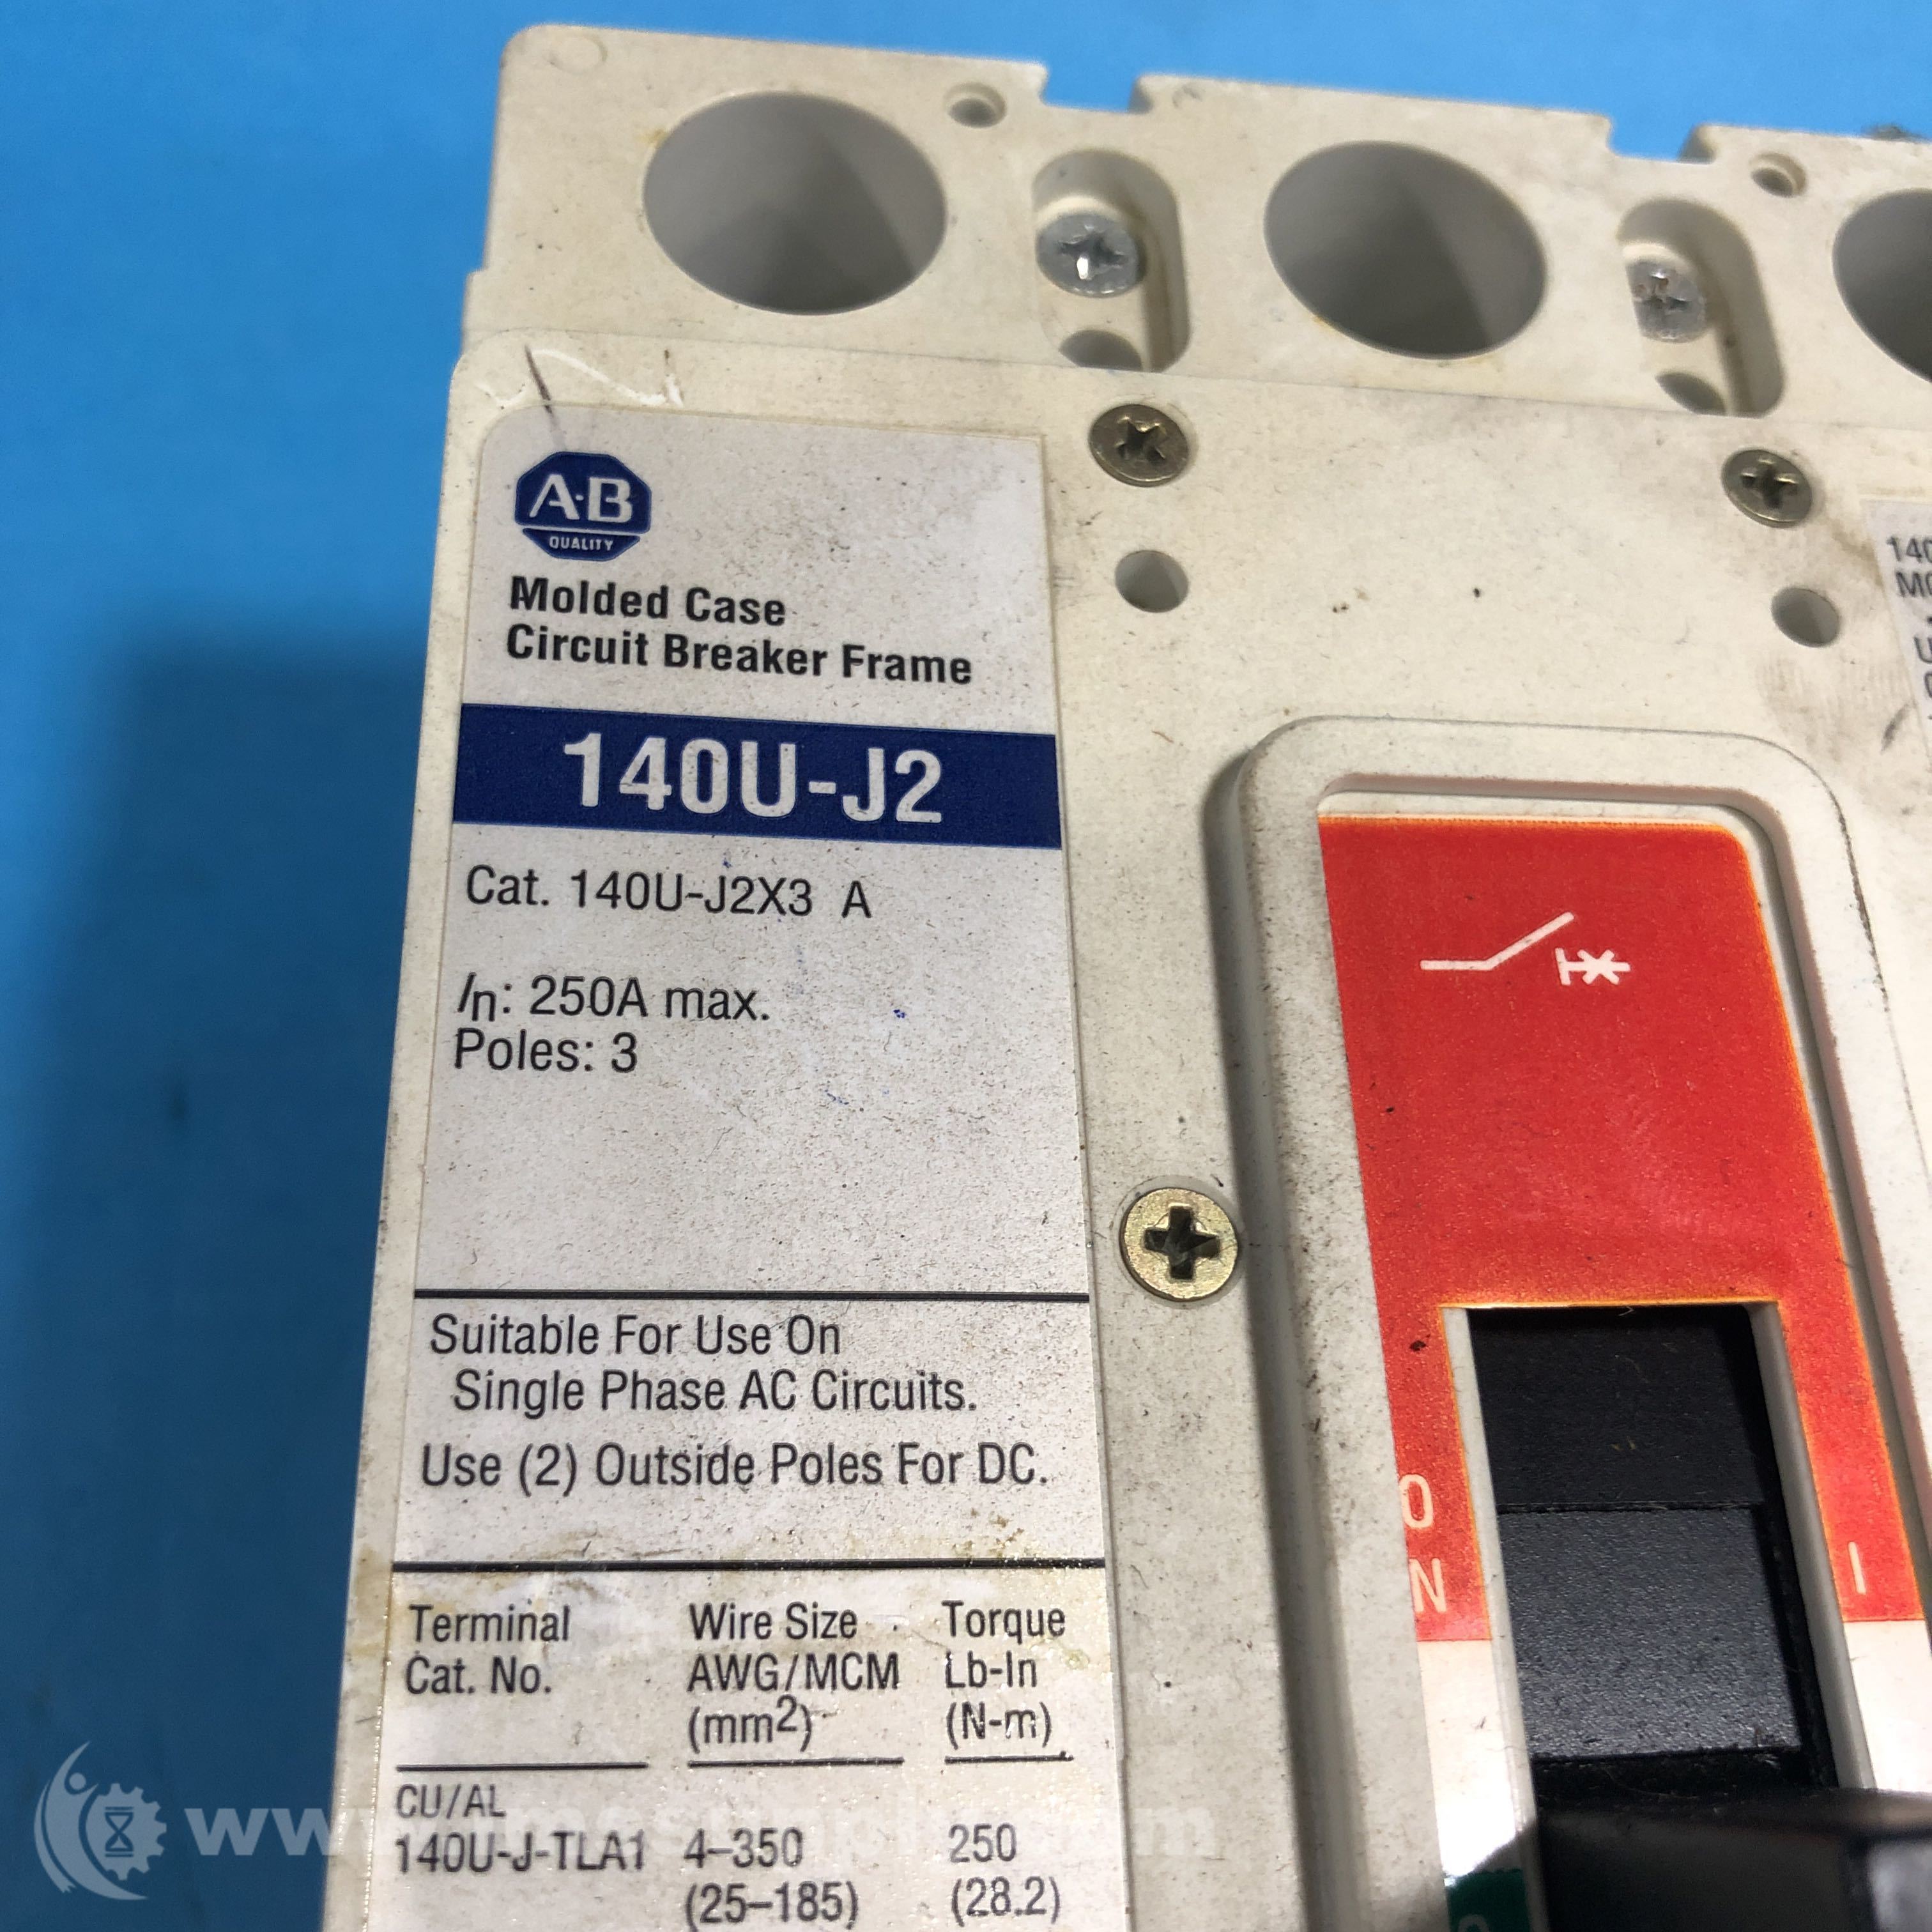 A-B
QUALITY
Molded Case
Circuit Breaker Frame
140U-J2
Cat. 140U-J2X3 A
In: 250A max.
Poles: 3
Suitable For Use On
Single Phase AC Circuits.
Use (2) Outside Poles For DC.
Terminal Wire Size Torque
Cat. No. AWG/MCM Lb-In
(mm2) (N-m)
CU/AL
140U-J-TLA1 4–350 250
(25–185) (28.2)
O
N
I